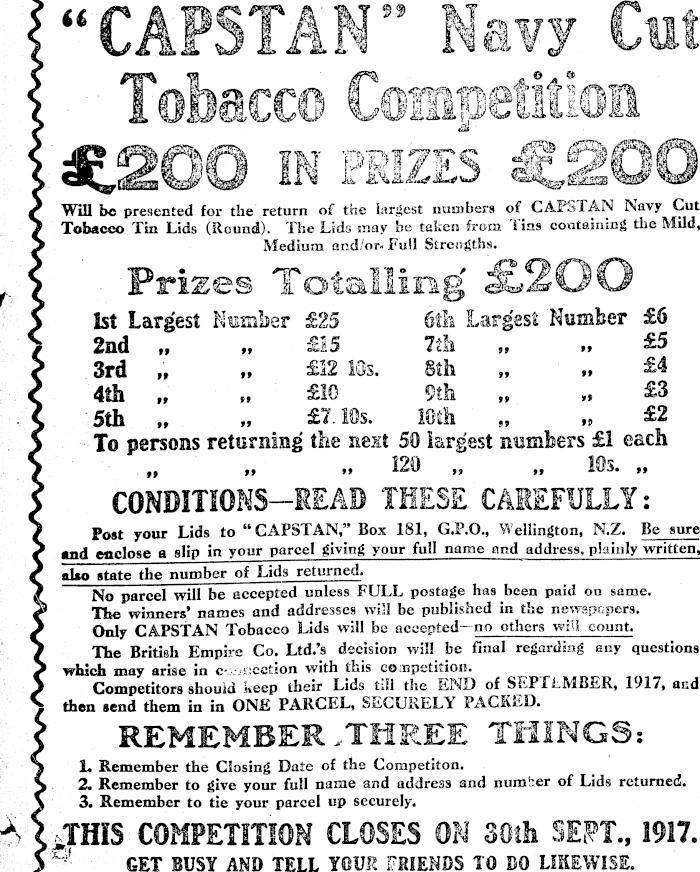 "CAPSTAN" Navy Cut
Tobacco Competition
£200 IN PRIZES £200
Will be presented for the return of the largest numbers of CAPSTAN Navy Cut
Tobacco Tin Lids (Round). The Lids may be taken from Tins containing the Mild,
Medium and/or Full Strengths.
Prizes Totalling £200
1st Largest Number £25 6th Largest Number £6
2nd ,, ,, £15 7th ,, ,, £5
3rd ,, ,, £12 10s. 8th ,, ,, £4
4th ,, ,, £10 9th ,, ,, £3
5th ,, ,, £7. 10s. 10th ,, ,, £2
To persons returning the next 50 largest numbers £1 each
,, ,, ,, 120 ,, ,, 10s. ,,
CONDITIONS—READ THESE CAREFULLY:
Post your Lids to "CAPSTAN," Box 181, G.P.O., Wellington, N.Z. Be sure
and enclose a slip in your parcel giving your full name and address, plainly written,
also state the number of Lids returned.
No parcel will be accepted unless FULL postage has been paid on same.
The winners' names and addresses will be published in the newspapers.
Only CAPSTAN Tobacco Lids will be accepted—no others will count.
The British Empire Co. Ltd.'s decision will be final regarding any questions
which may arise in connection with this competition.
Competitors should keep their Lids till the END of SEPTEMBER, 1917, and
then send them in in ONE PARCEL, SECURELY PACKED.
REMEMBER THREE THINGS:
1. Remember the Closing Date of the Competiton.
2. Remember to give your full name and address and number of Lids returned.
3. Remember to tie your parcel up securely.
THIS COMPETITION CLOSES ON 30th SEPT., 1917.
GET BUSY AND TELL YOUR FRIENDS TO DO LIKEWISE.